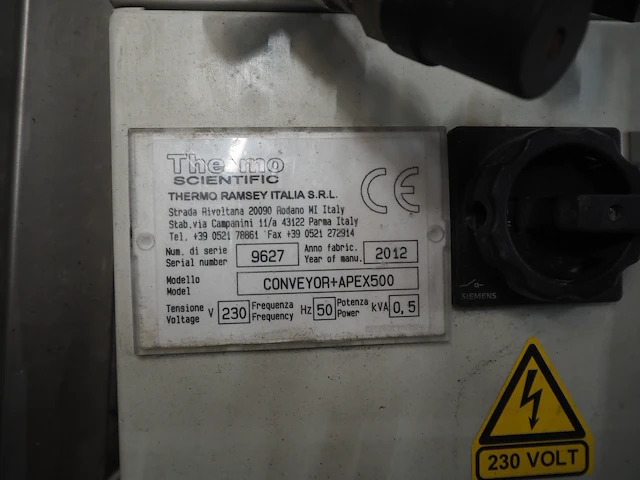 Thermo
SCIENTIFIC
CE
THERMO RAMSEY ITALIA S.R.L.
Strada Rivoltana 20090 Rodano MI Italy
Stab.via Campanini 11/a 43122 Parma Italy
Tel. +39 0521 78861 Fax +39 0521 272914
Num. di serie
Serial number 9627 Anno fabric.
Year of manu. 2012
Modello
Model CONVEYOR+APEX500
Tensione
Voltage V 230 Frequenza
Frequency Hz 50 Potenza
Power kVA 0,5
SIEMENS
230 VOLT